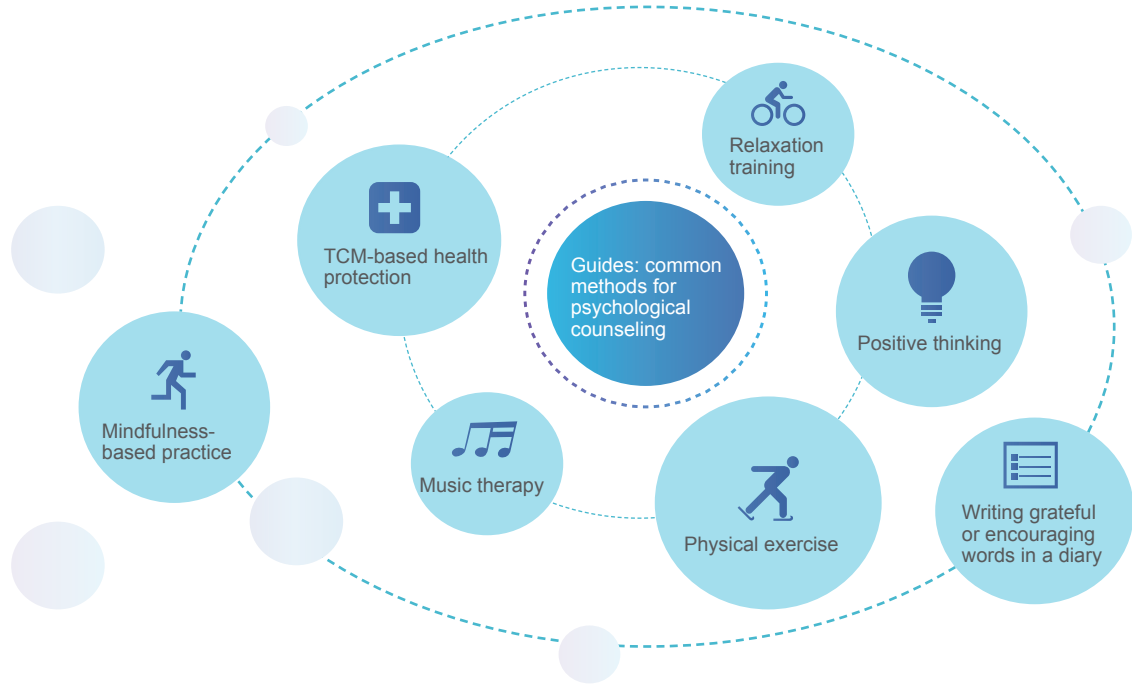 Relaxation
training
TCM-based health
protection
Guides: common
methods for
psychological
counseling
Positive thinking
Mindfulness-
based practice
Music therapy
Physical exercise
Writing grateful
or encouraging
words in a diary